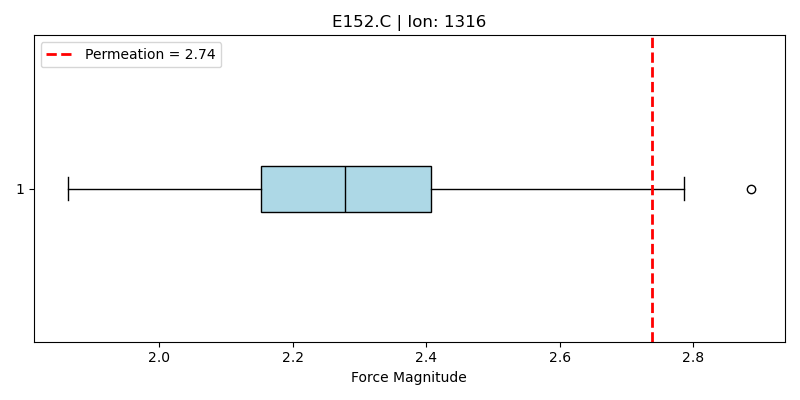 E152.C | Ion: 1316
Permeation = 2.74
1
2.0 2.2 2.4 2.6 2.8
Force Magnitude